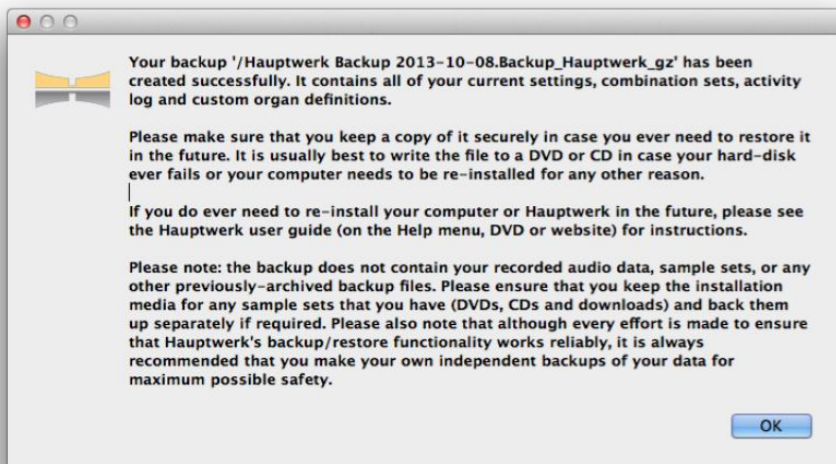 Your backup '/Hauptwerk Backup 2013-10-08.Backup_Hauptwerk_gz' has been
created successfully. It contains all of your current settings, combination sets, activity
log and custom organ definitions.
Please make sure that you keep a copy of it securely in case you ever need to restore it
in the future. It is usually best to write the file to a DVD or CD in case your hard-disk
ever fails or your computer needs to be re-installed for any other reason.
If you do ever need to re-install your computer or Hauptwerk in the future, please see
the Hauptwerk user guide (on the Help menu, DVD or website) for instructions.
Please note: the backup does not contain your recorded audio data, sample sets, or any
other previously-archived backup files. Please ensure that you keep the installation
media for any sample sets that you have (DVDs, CDs and downloads) and back them
up separately if required. Please also note that although every effort is made to ensure
that Hauptwerk's backup/restore functionality works reliably, it is always
recommended that you make your own independent backups of your data for
maximum possible safety.
OK